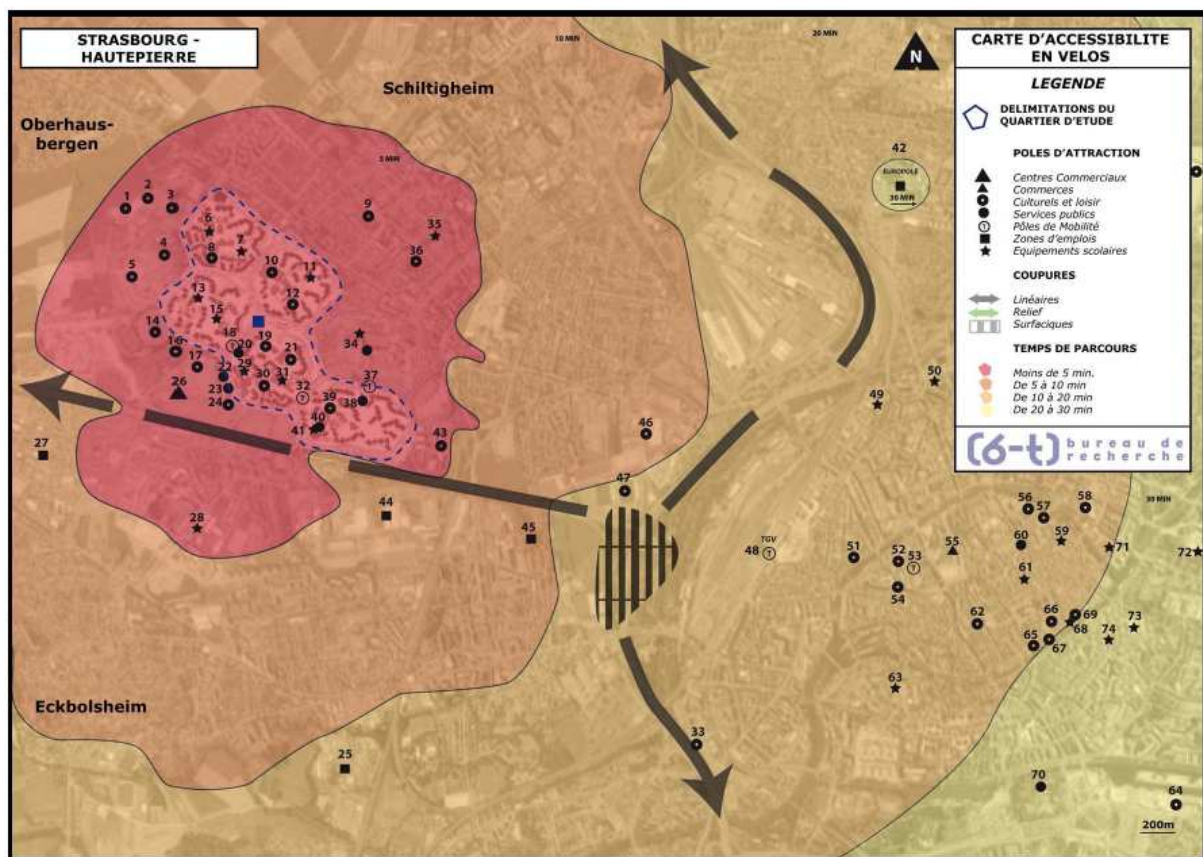 STRASBOURG -
HAUTEPIERRE
10 MIN
20 MIN
N
CARTE D'ACCESSIBILITE
EN VELOS
LEGENDE
DELIMITATIONS DU
QUARTIER D'ETUDE
POLES D'ATTRACTION
Centres Commerciaux
Commerces
Culturels et loisir
Services publics
T Pôles de Mobilité
Zones d'emplois
Equipements scolaires
COUPURES
Linéaires
Relief
Surfaciques
TEMPS DE PARCOURS
Moins de 5 min.
De 5 à 10 min
De 10 à 20 min
De 20 à 30 min
(6-t) bureau de
recherche
Schiltigheim
Oberhaus-
bergen
5 MIN
42
EUROPOLE
30 MIN
1
2
3
9
6
7
35
4
8
10
11
36
5
13
12
15
14
18
T
20
19
21
34
16
17
22
29
31
30
32
T
37
T
26
23
24
39
38
41
40
43
46
50
49
27
47
44
45
28
TGV
48
T
51
52
53
T
54
55
56
57
58
30 MIN
60
59
71
72
61
62
66
69
68
73
74
65
67
63
Eckbolsheim
33
25
70
64
200m